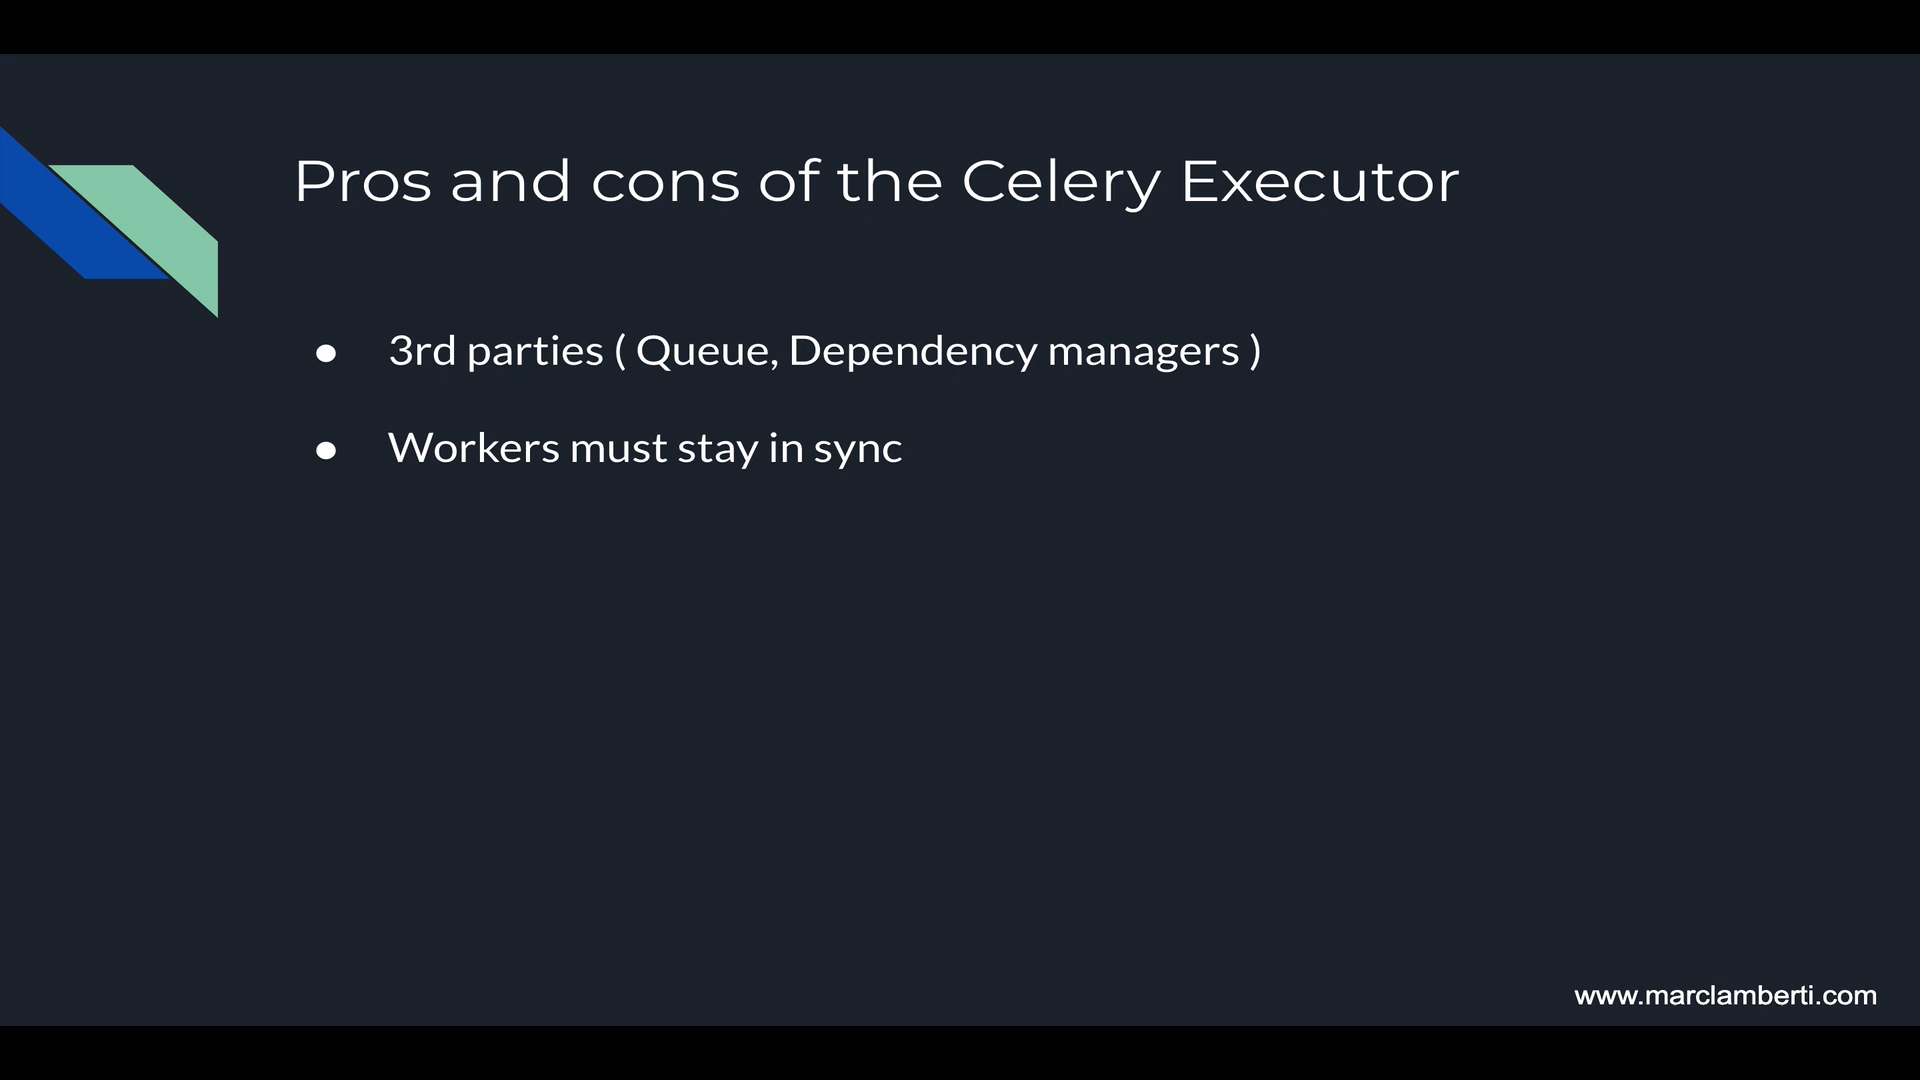 Pros and cons of the Celery Executor
● 3rd parties ( Queue, Dependency managers )
● Workers must stay in sync
www.marclamberti.com